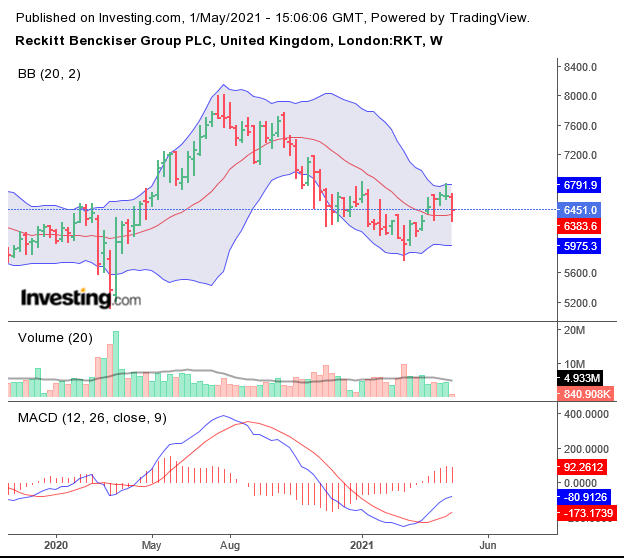 Published on Investing.com, 1/May/2021 - 15:06:06 GMT, Powered by TradingView.
Reckitt Benckiser Group PLC, United Kingdom, London:RKT, W
BB (20, 2)
8400.0
8000.0
7600.0
7200.0
6791.9
6451.0
6383.6
5975.3
5600.0
5200.0
Investing.com
Volume (20)
20M
10M
4.933M
840.908K
MACD (12, 26, close, 9)
400.0000
200.0000
92.2612
0.0000
-80.9126
-173.1739
2020 May Aug 2021 Jun